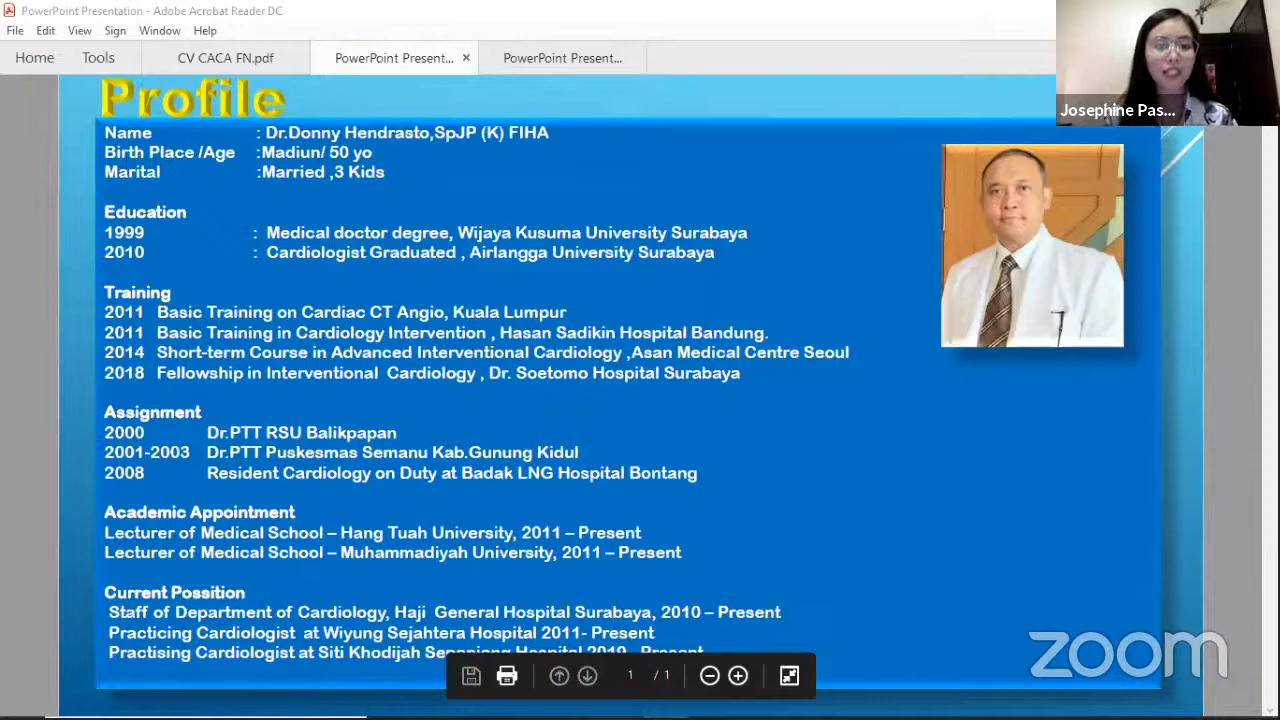 PowerPoint Presentation - Adobe Acrobat Reader DC
File Edit View Sign Window Help
Home Tools CV CACA FN.pdf PowerPoint Present... × PowerPoint Present...
Josephine Pas...
Profile
Name : Dr.Donny Hendrasto,SpJP (K) FIHA
Birth Place /Age :Madiun/ 50 yo
Marital :Married ,3 Kids
Education
1999 : Medical doctor degree, Wijaya Kusuma University Surabaya
2010 : Cardiologist Graduated , Airlangga University Surabaya
Training
2011 Basic Training on Cardiac CT Angio, Kuala Lumpur
2011 Basic Training in Cardiology Intervention , Hasan Sadikin Hospital Bandung.
2014 Short-term Course in Advanced Interventional Cardiology ,Asan Medical Centre Seoul
2018 Fellowship in Interventional Cardiology , Dr. Soetomo Hospital Surabaya
Assignment
2000 Dr.PTT RSU Balikpapan
2001-2003 Dr.PTT Puskesmas Semanu Kab.Gunung Kidul
2008 Resident Cardiology on Duty at Badak LNG Hospital Bontang
Academic Appointment
Lecturer of Medical School – Hang Tuah University, 2011 – Present
Lecturer of Medical School – Muhammadiyah University, 2011 – Present
Current Possition
Staff of Department of Cardiology, Haji General Hospital Surabaya, 2010 – Present
Practicing Cardiologist at Wiyung Sejahtera Hospital 2011- Present
Practising Cardiologist at Siti Khodijah Sepanjang Hospital 2019 - Present
1 / 1
zoom